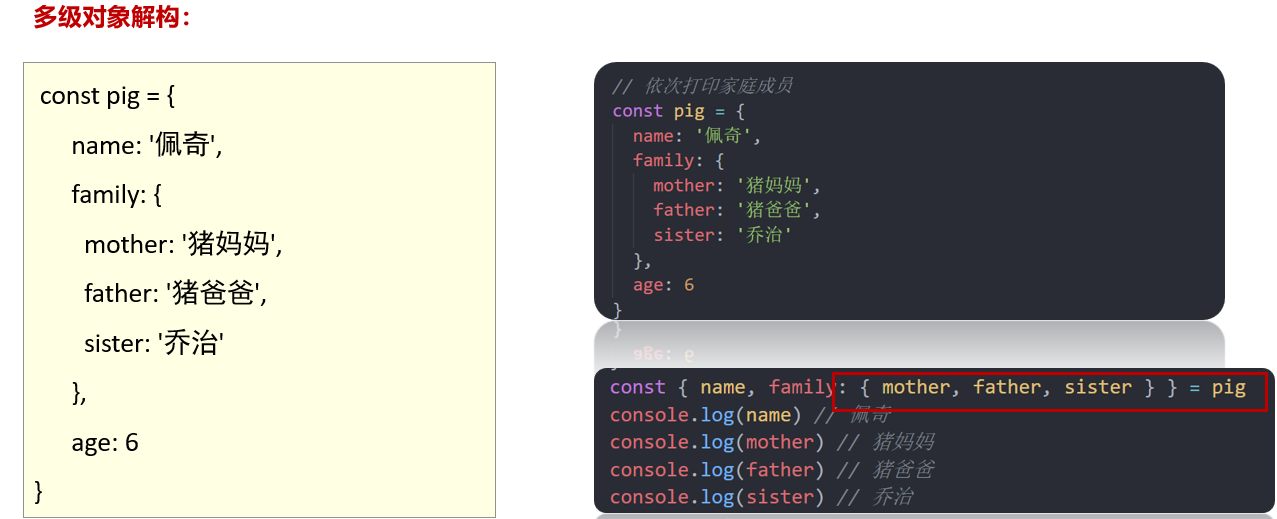 多级对象解构：
const pig = {
name: '佩奇',
family: {
mother: '猪妈妈',
father: '猪爸爸',
sister: '乔治'
},
age: 6
}
// 依次打印家庭成员
const pig = {
name: '佩奇',
family: {
mother: '猪妈妈',
father: '猪爸爸',
sister: '乔治'
},
age: 6
}
const { name, family: { mother, father, sister } } = pig
console.log(name) // 佩奇
console.log(mother) // 猪妈妈
console.log(father) // 猪爸爸
console.log(sister) // 乔治